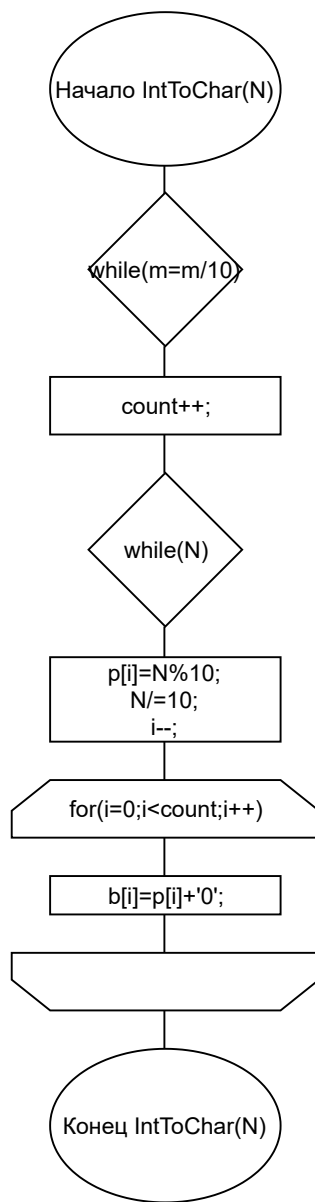 Начало IntToChar(N)
while(m=m/10)
count++;
while(N)
p[i]=N%10;
N/=10;
i--;
for(i=0;i<count;i++)
b[i]=p[i]+'0';
Конец IntToChar(N)